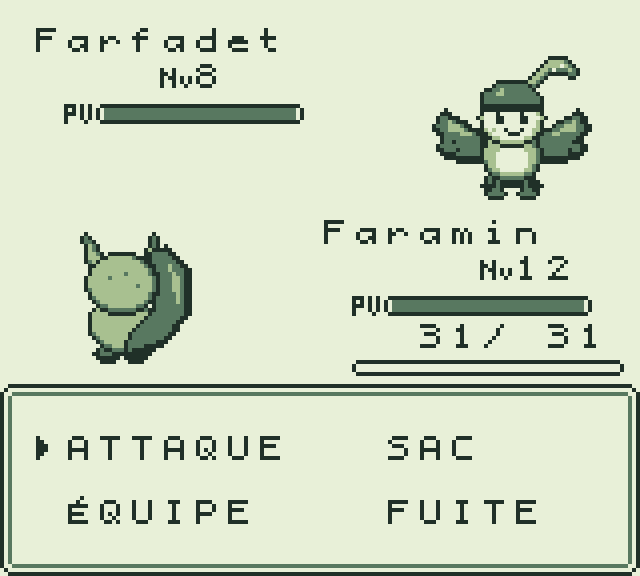 Farfadet
Nv8
PV
Faramin
Nv12
PV
31/ 31
ATTAQUE SAC
ÉQUIPE FUITE